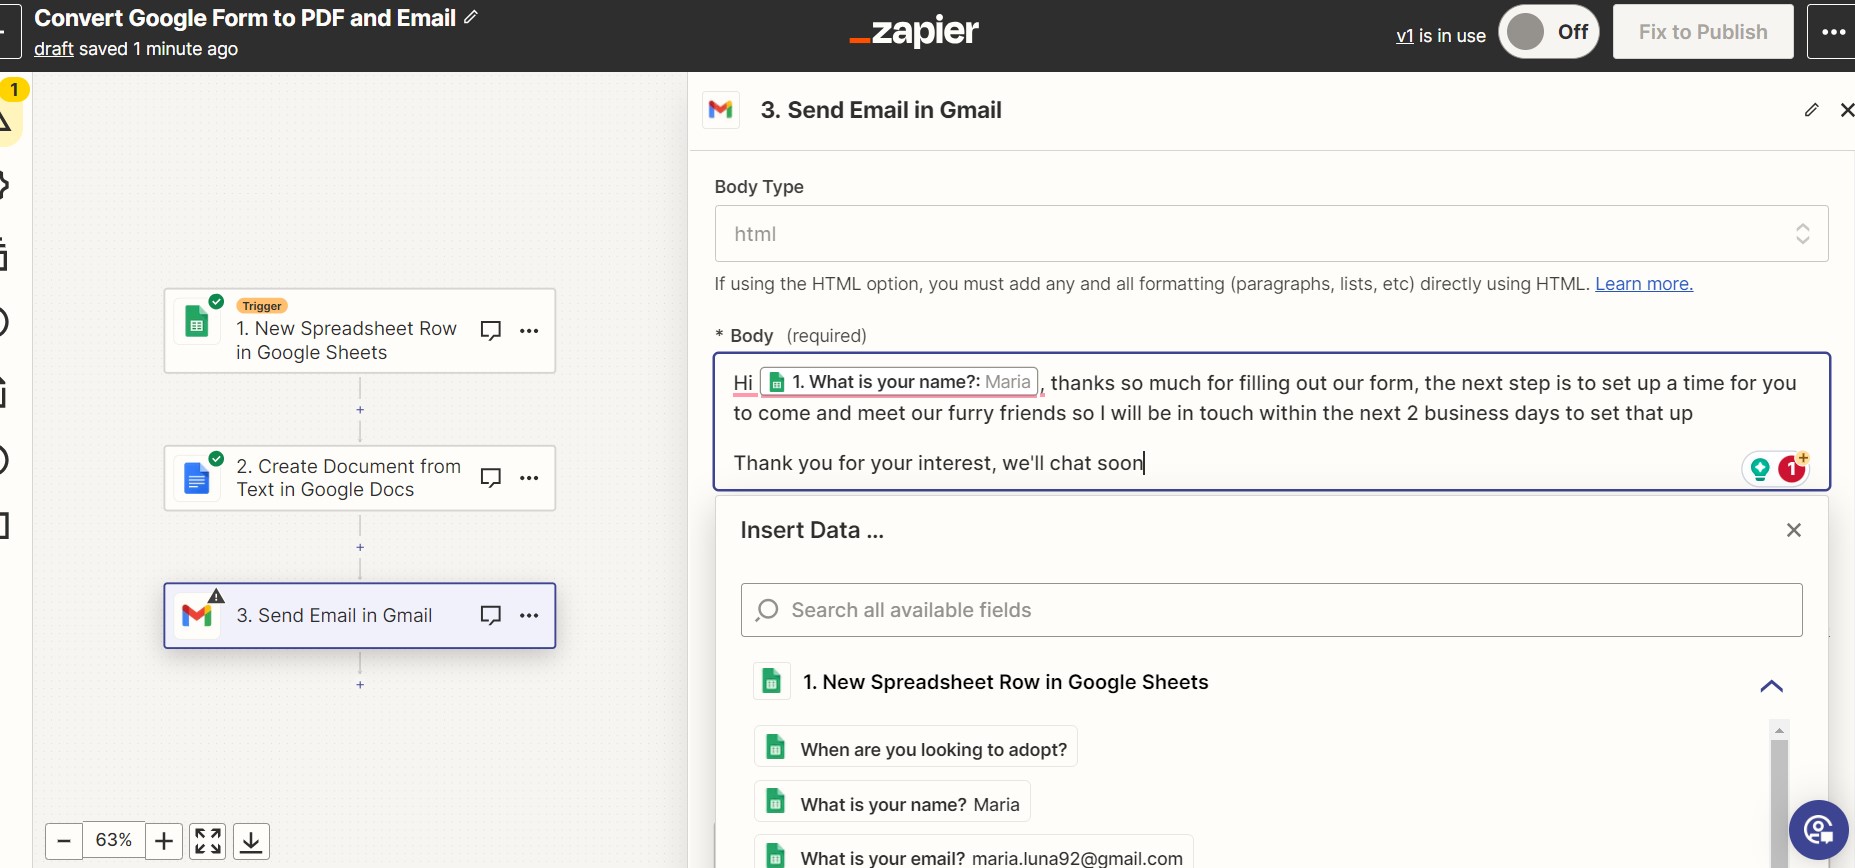 Convert Google Form to PDF and Email
draft saved 1 minute ago
_zapier
v1 is in use
Off
Fix to Publish
1
Trigger
1. New Spreadsheet Row
in Google Sheets
2. Create Document from
Text in Google Docs
3. Send Email in Gmail
63%
3. Send Email in Gmail
Body Type
html
If using the HTML option, you must add any and all formatting (paragraphs, lists, etc) directly using HTML. Learn more.
* Body (required)
Hi 1. What is your name?: Maria, thanks so much for filling out our form, the next step is to set up a time for you
to come and meet our furry friends so I will be in touch within the next 2 business days to set that up
Thank you for your interest, we'll chat soon
1
Insert Data ...
Search all available fields
1. New Spreadsheet Row in Google Sheets
When are you looking to adopt?
What is your name? Maria
What is your email? maria.luna92@gmail.com